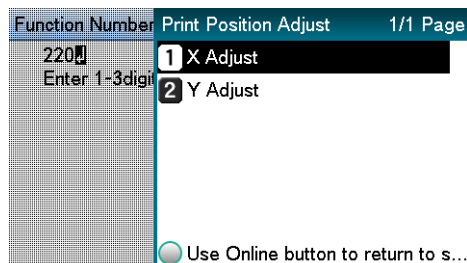 Function Number
220
Enter 1-3digi
Print Position Adjust 1/1 Page
1 X Adjust
2 Y Adjust
Use Online button to return to s...